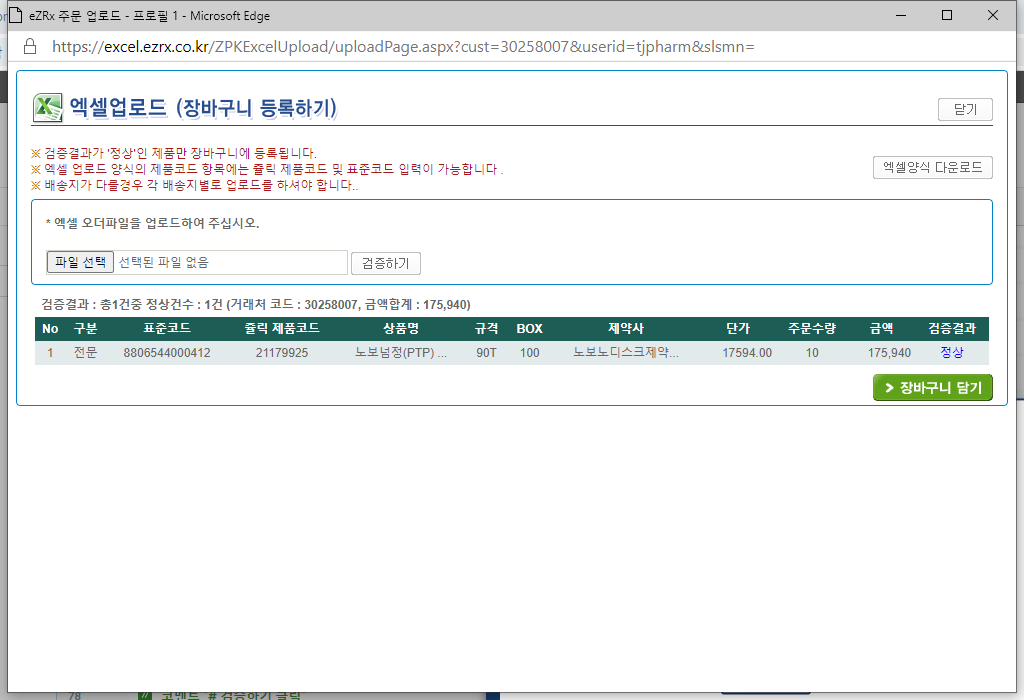 eZRx 주문 업로드 - 프로필 1 - Microsoft Edge
https://excel.ezrx.co.kr/ZPKExcelUpload/uploadPage.aspx?cust=30258007&userid=tjpharm&slsmn=
엑셀업로드 (장바구니 등록하기)
닫기
※ 검증결과가 '정상'인 제품만 장바구니에 등록됩니다.
※ 엑셀 업로드 양식의 제품코드 항목에는 쥴릭 제품코드 및 표준코드 입력이 가능합니다 .
엑셀양식 다운로드
※ 배송지가 다를경우 각 배송지별로 업로드를 하셔야 합니다..
* 엑셀 오더파일을 업로드하여 주십시오.
파일 선택 선택된 파일 없음 검증하기
검증결과 : 총1건중 정상건수 : 1건 (거래처 코드 : 30258007, 금액합계 : 175,940)
No 구분 표준코드 쥴릭 제품코드 상품명 규격 BOX 제약사 단가 주문수량 금액 검증결과
1 전문 8806544000412 21179925 노보넘정(PTP) ... 90T 100 노보노디스크제약... 17594.00 10 175,940 정상
> 장바구니 담기
78 코멘트 # 검증하기 클릭